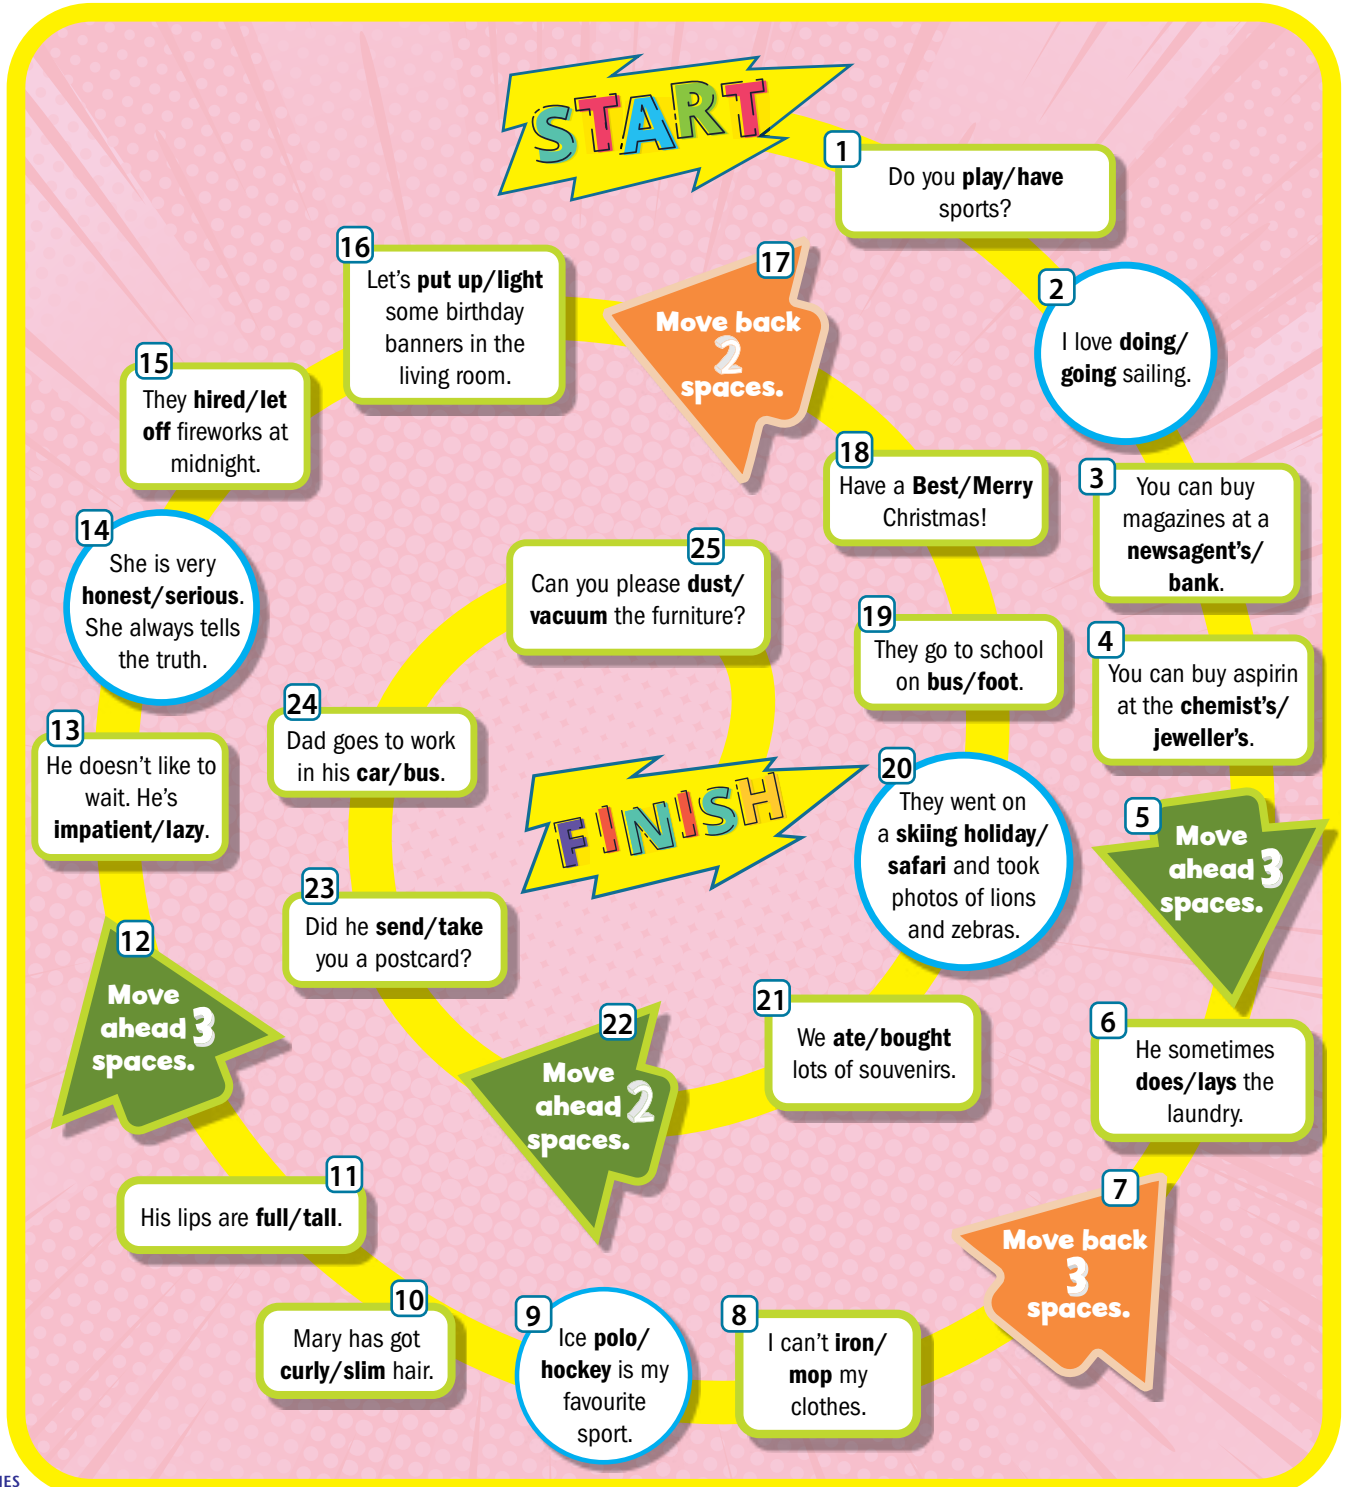 START
1
Do you play/have
sports?
2
I love doing/
going sailing.
3
You can buy
magazines at a
newsagent's/
bank.
4
You can buy aspirin
at the chemist's/
jeweller's.
5
Move
ahead 3
spaces.
6
He sometimes
does/lays the
laundry.
7
Move back
3
spaces.
8
I can't iron/
mop my
clothes.
9
Ice polo/
hockey is my
favourite
sport.
10
Mary has got
curly/slim hair.
11
His lips are full/tall.
12
Move
ahead 3
spaces.
13
He doesn't like to
wait. He's
impatient/lazy.
14
She is very
honest/serious.
She always tells
the truth.
15
They hired/let
off fireworks at
midnight.
16
Let's put up/light
some birthday
banners in the
living room.
17
Move back
2
spaces.
18
Have a Best/Merry
Christmas!
19
They go to school
on bus/foot.
20
They went on
a skiing holiday/
safari and took
photos of lions
and zebras.
21
We ate/bought
lots of souvenirs.
22
Move
ahead 2
spaces.
23
Did he send/take
you a postcard?
24
Dad goes to work
in his car/bus.
25
Can you please dust/
vacuum the furniture?
FINISH